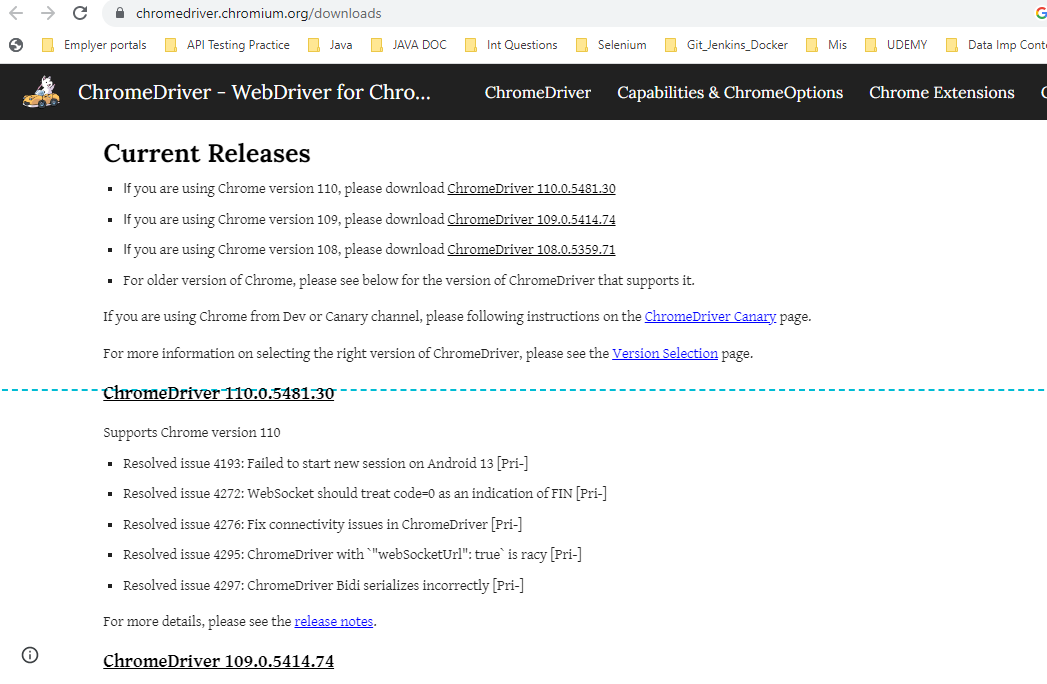 chromedriver.chromium.org/downloads
Emplyer portals API Testing Practice Java JAVA DOC Int Questions Selenium Git_Jenkins_Docker Mis UDEMY Data Imp Conte
ChromeDriver - WebDriver for Chro... ChromeDriver Capabilities & ChromeOptions Chrome Extensions
Current Releases
▪ If you are using Chrome version 110, please download ChromeDriver 110.0.5481.30
▪ If you are using Chrome version 109, please download ChromeDriver 109.0.5414.74
▪ If you are using Chrome version 108, please download ChromeDriver 108.0.5359.71
▪ For older version of Chrome, please see below for the version of ChromeDriver that supports it.
If you are using Chrome from Dev or Canary channel, please following instructions on the ChromeDriver Canary page.
For more information on selecting the right version of ChromeDriver, please see the Version Selection page.
ChromeDriver 110.0.5481.30
Supports Chrome version 110
▪ Resolved issue 4193: Failed to start new session on Android 13 [Pri-]
▪ Resolved issue 4272: WebSocket should treat code=0 as an indication of FIN [Pri-]
▪ Resolved issue 4276: Fix connectivity issues in ChromeDriver [Pri-]
▪ Resolved issue 4295: ChromeDriver with `"webSocketUrl": true` is racy [Pri-]
▪ Resolved issue 4297: ChromeDriver Bidi serializes incorrectly [Pri-]
For more details, please see the release notes.
ChromeDriver 109.0.5414.74